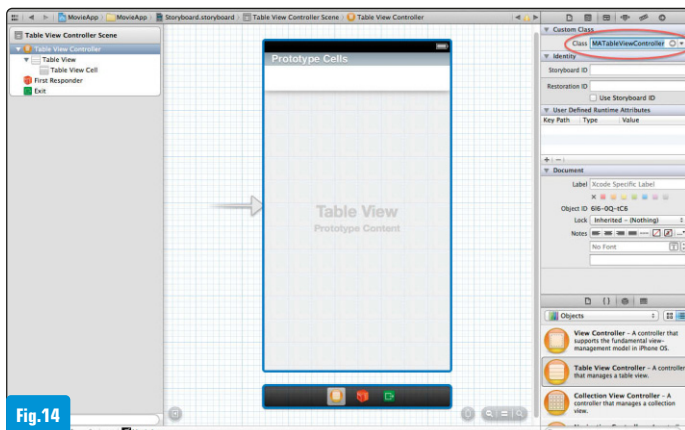 MovieApp
MovieApp
Storyboard.storyboard
Table View Controller Scene
Table View Controller
Table View Controller Scene
Table View Controller
Table View
Table View Cell
First Responder
Exit
Prototype Cells
Table View
Prototype Content
Custom Class
Class MATableViewController
Identity
Storyboard ID
Restoration ID
Use Storyboard ID
User Defined Runtime Attributes
Key Path Type Value
Document
Label Xcode Specific Label
Object ID 6i6-0Q-tC6
Lock Inherited - (Nothing)
Notes
No Font
Objects
View Controller - A controller that
supports the fundamental view-
management model in iPhone OS.
Table View Controller - A controller
that manages a table view.
Collection View Controller - A
controller that manages a collection
view.
Fig.14